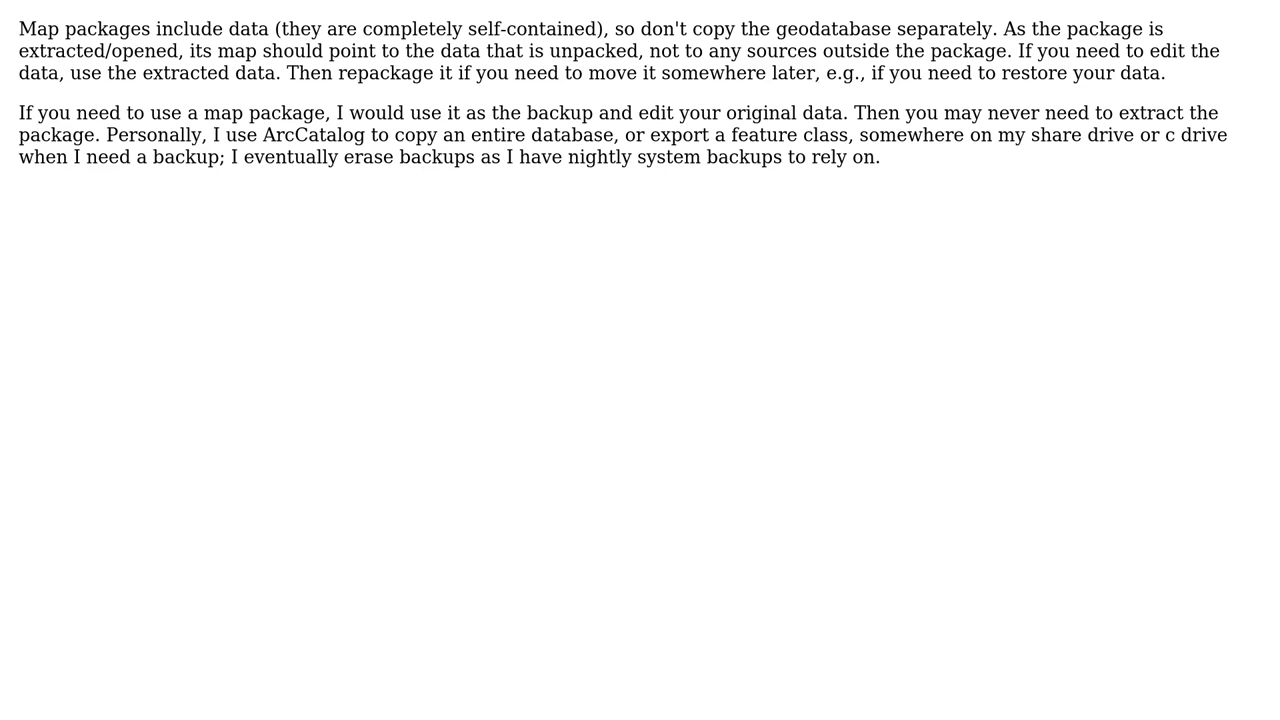 Map packages include data (they are completely self-contained), so don't copy the geodatabase separately. As the package is
extracted/opened, its map should point to the data that is unpacked, not to any sources outside the package. If you need to edit the
data, use the extracted data. Then repackage it if you need to move it somewhere later, e.g., if you need to restore your data.
If you need to use a map package, I would use it as the backup and edit your original data. Then you may never need to extract the
package. Personally, I use ArcCatalog to copy an entire database, or export a feature class, somewhere on my share drive or c drive
when I need a backup; I eventually erase backups as I have nightly system backups to rely on.